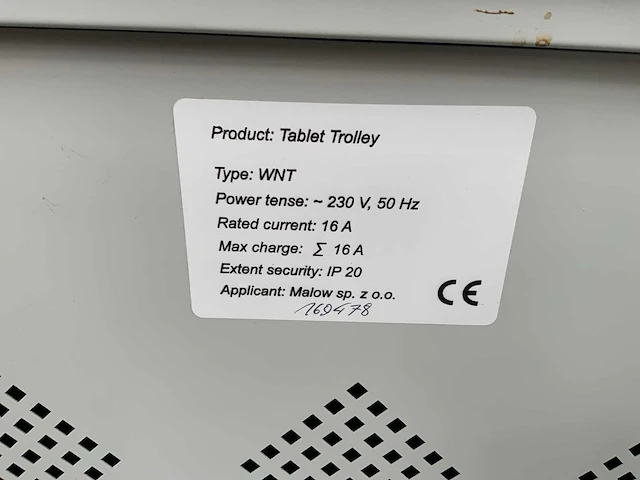 Product: Tablet Trolley
Type: WNT
Power tense: ~ 230 V, 50 Hz
Rated current: 16 A
Max charge: ∑ 16 A
Extent security: IP 20
Applicant: Malow sp. z o.o.
CE
169478